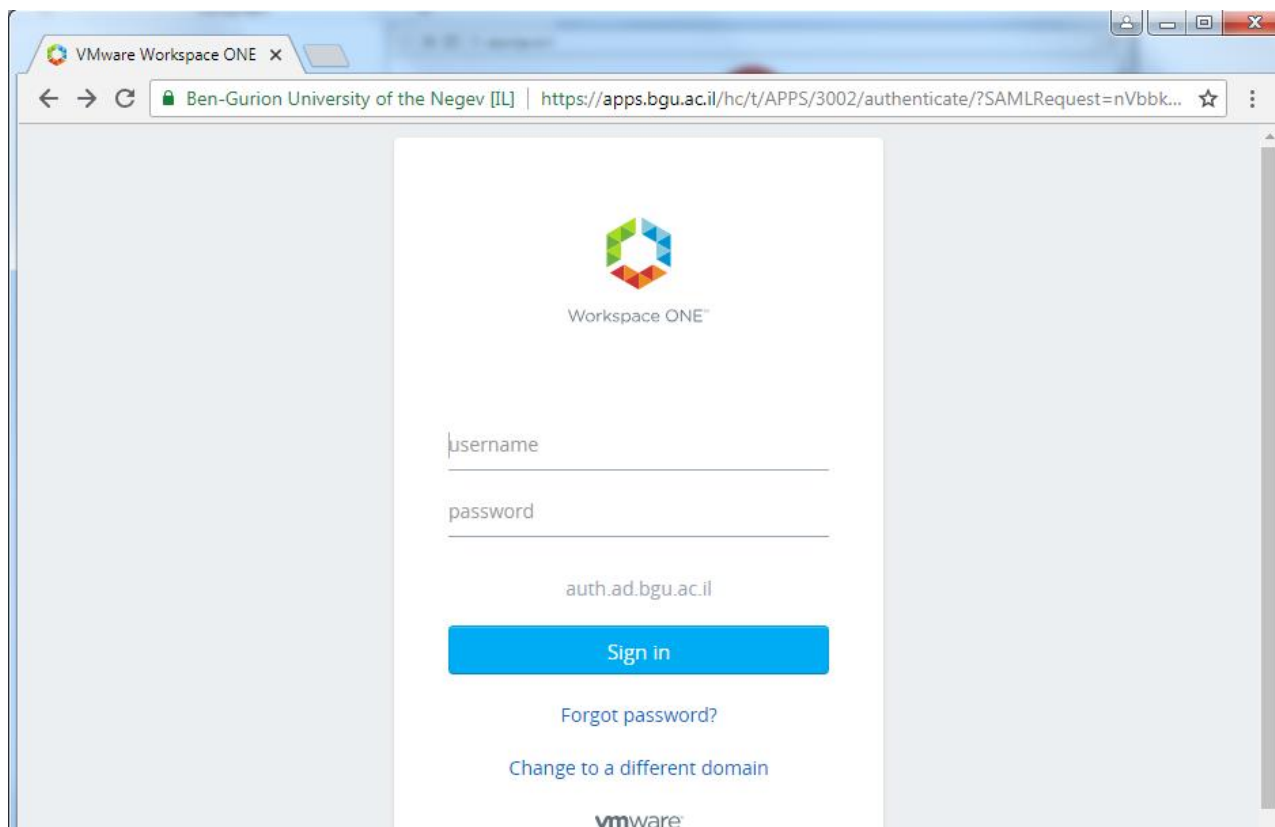 VMware Workspace ONE
Ben-Gurion University of the Negev [IL] | https://apps.bgu.ac.il/hc/t/APPS/3002/authenticate/?SAMLRequest=nVbbk...
Workspace ONE™
username
password
auth.ad.bgu.ac.il
Sign in
Forgot password?
Change to a different domain
vmware